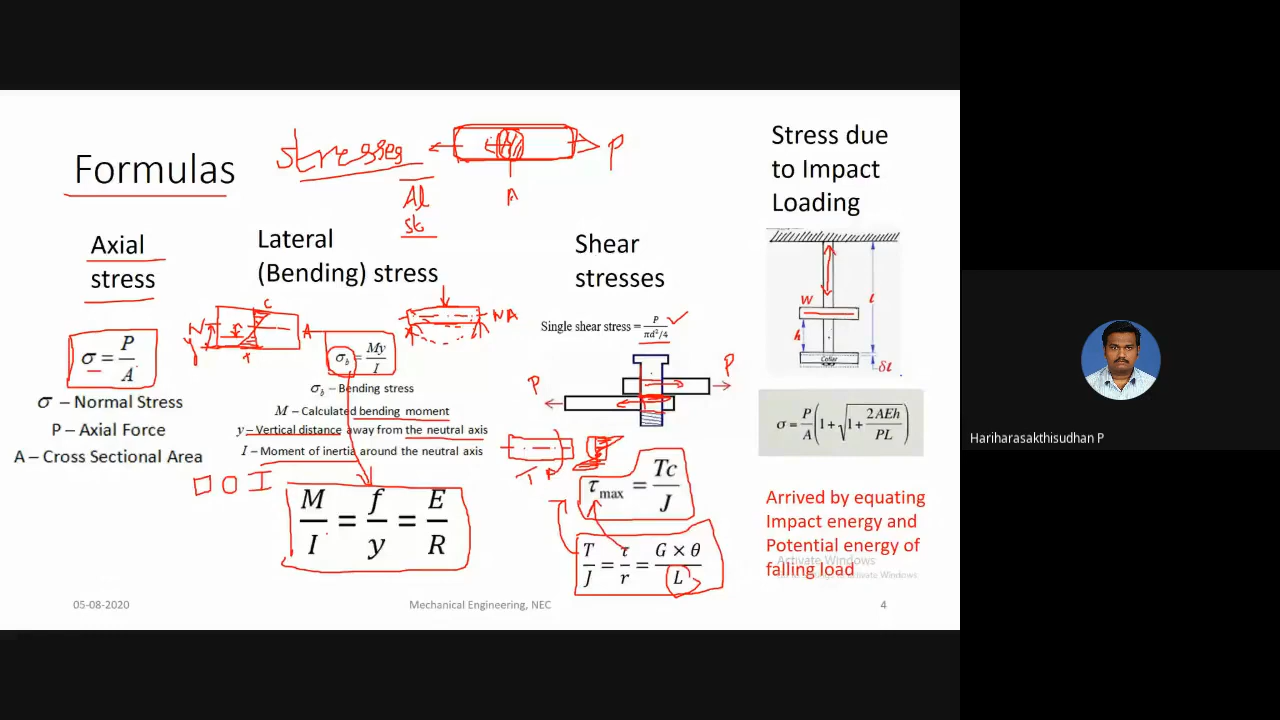 Formulas
stresses
P
A
Al
St
Axial
stress
σ = P/A
σ – Normal Stress
P – Axial Force
A – Cross Sectional Area
Lateral
(Bending) stress
N
A
C
y
NA
σb = My/I
σb – Bending stress
M – Calculated bending moment
y – Vertical distance away from the neutral axis
I – Moment of inertia around the neutral axis
M/I = f/y = E/R
Shear
stresses
Single shear stress = P/πd²/4
P
P
T
τmax = Tc/J
T/J = τ/r = G × θ/L
Stress due
to Impact
Loading
W
l
h
Collar
δl
σ = P/A(1+√1+2AEh/PL)
Arrived by equating
Impact energy and
Potential energy of
falling load
Activate Windows
05-08-2020
Mechanical Engineering, NEC
4
Hariharasakthisudhan P